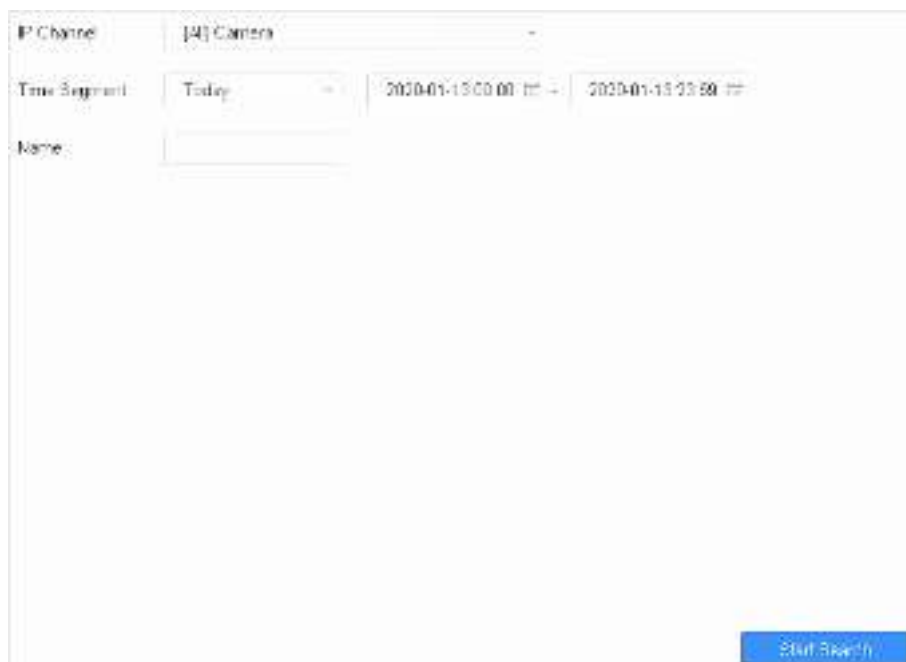 IP Channel [All] Camera
Time Segment Today 2020-01-13 00:00 - 2020-01-13 23:59
Name
Start Search